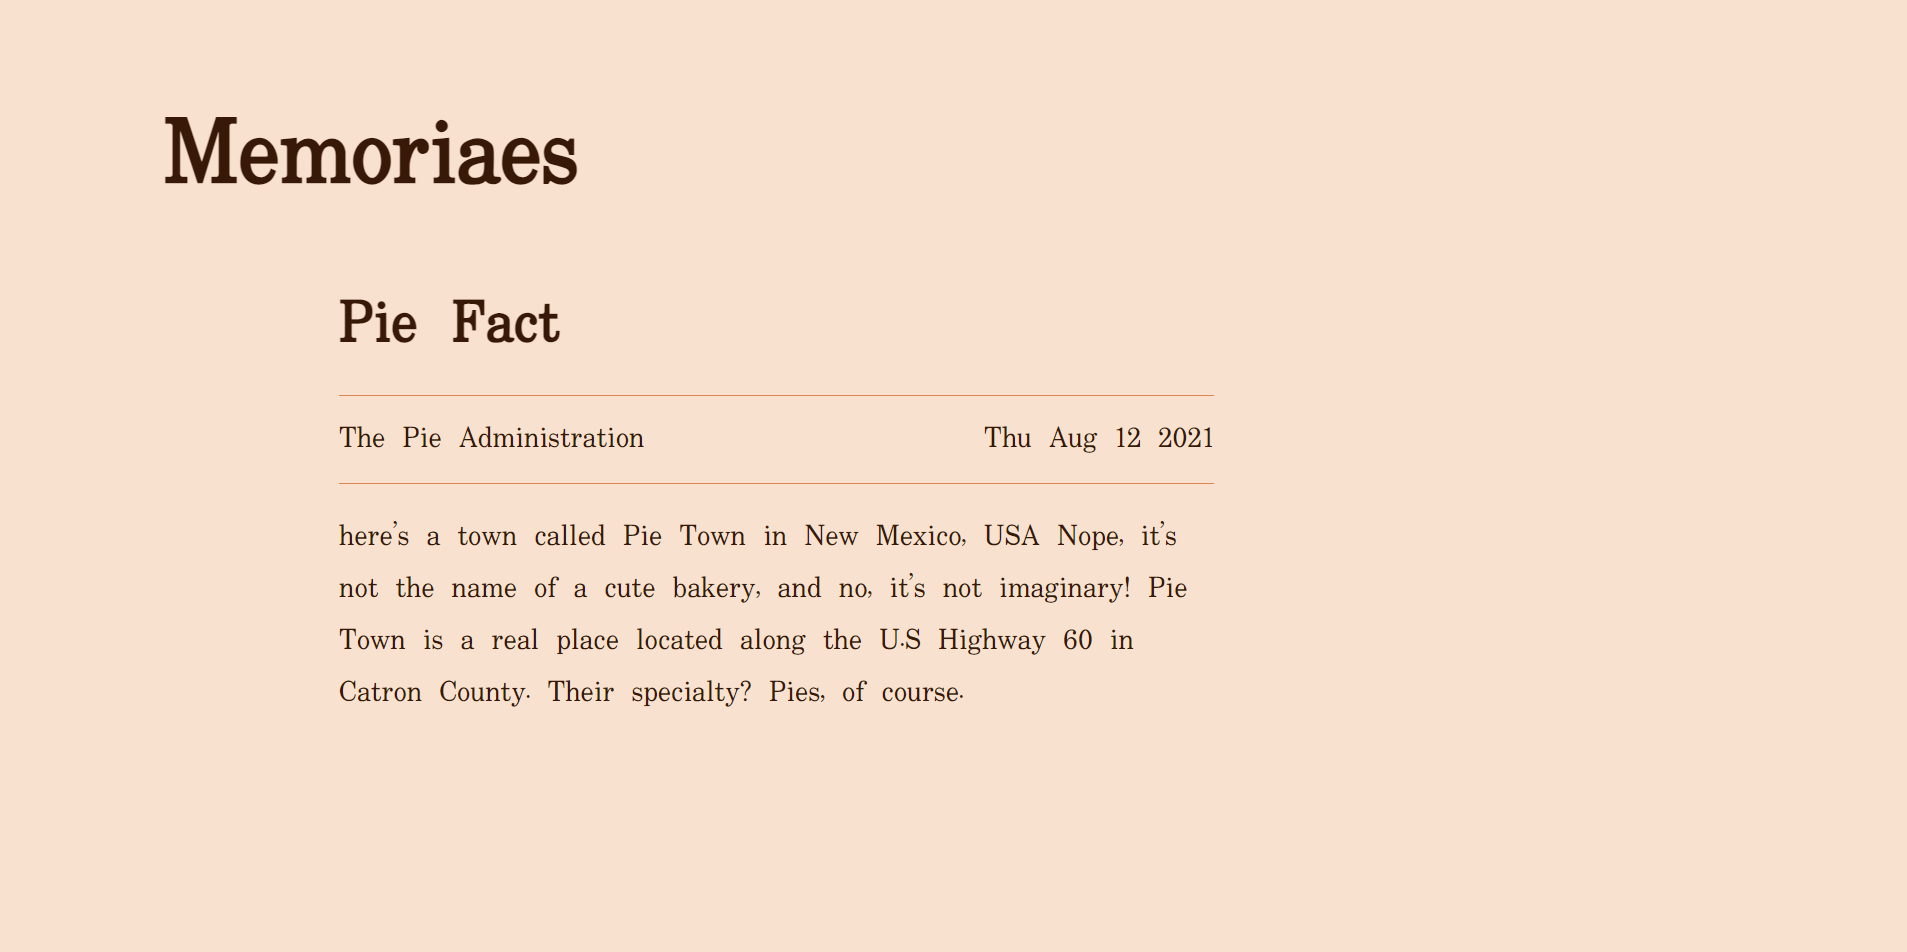 Memoriaes
Pie Fact
The Pie Administration
Thu Aug 12 2021
here's a town called Pie Town in New Mexico, USA Nope, it's
not the name of a cute bakery, and no, it's not imaginary! Pie
Town is a real place located along the U.S Highway 60 in
Catron County. Their specialty? Pies, of course.